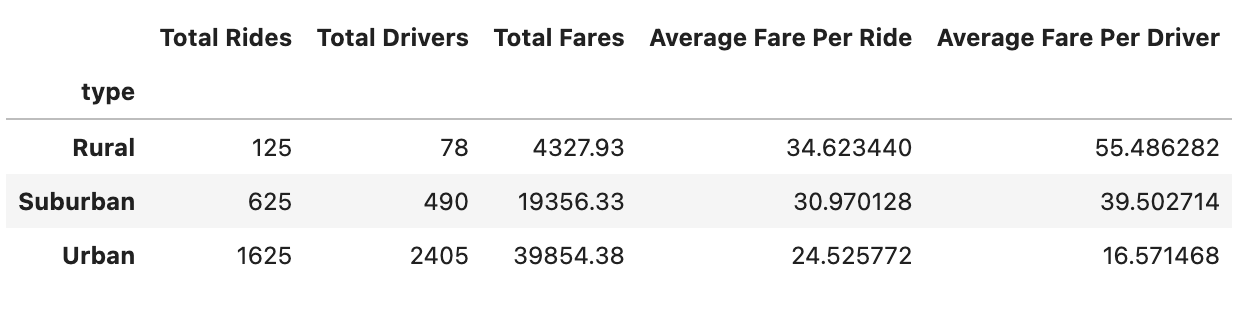 Total Rides Total Drivers Total Fares Average Fare Per Ride Average Fare Per Driver
type
Rural 125 78 4327.93 34.623440 55.486282
Suburban 625 490 19356.33 30.970128 39.502714
Urban 1625 2405 39854.38 24.525772 16.571468